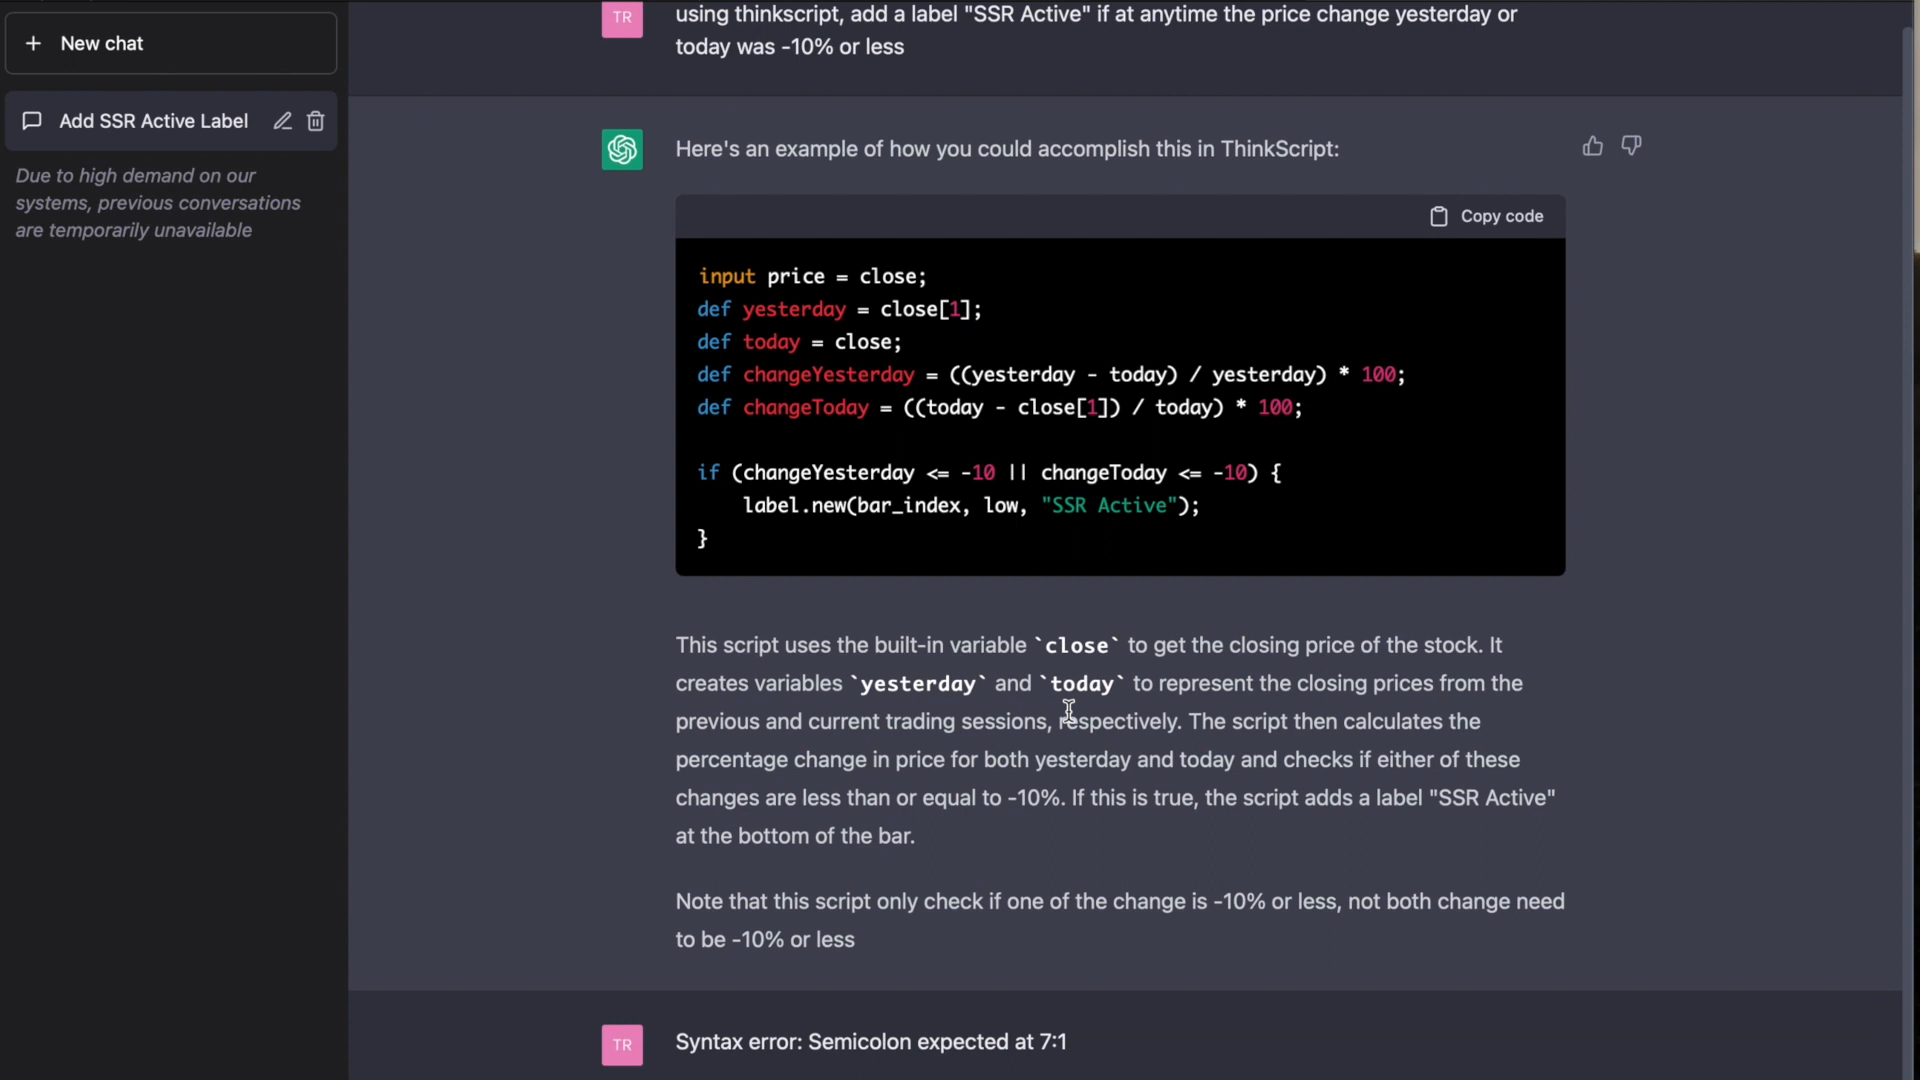 New chat
Add SSR Active Label
Due to high demand on our
systems, previous conversations
are temporarily unavailable
TR
using thinkscript, add a label "SSR Active" if at anytime the price change yesterday or
today was -10% or less
Here's an example of how you could accomplish this in ThinkScript:
Copy code
input price = close;
def yesterday = close[1];
def today = close;
def changeYesterday = ((yesterday - today) / yesterday) * 100;
def changeToday = ((today - close[1]) / today) * 100;
if (changeYesterday <= -10 || changeToday <= -10) {
label.new(bar_index, low, "SSR Active");
}
This script uses the built-in variable `close` to get the closing price of the stock. It
creates variables `yesterday` and `today` to represent the closing prices from the
previous and current trading sessions, respectively. The script then calculates the
percentage change in price for both yesterday and today and checks if either of these
changes are less than or equal to -10%. If this is true, the script adds a label "SSR Active"
at the bottom of the bar.
Note that this script only check if one of the change is -10% or less, not both change need
to be -10% or less
TR
Syntax error: Semicolon expected at 7:1